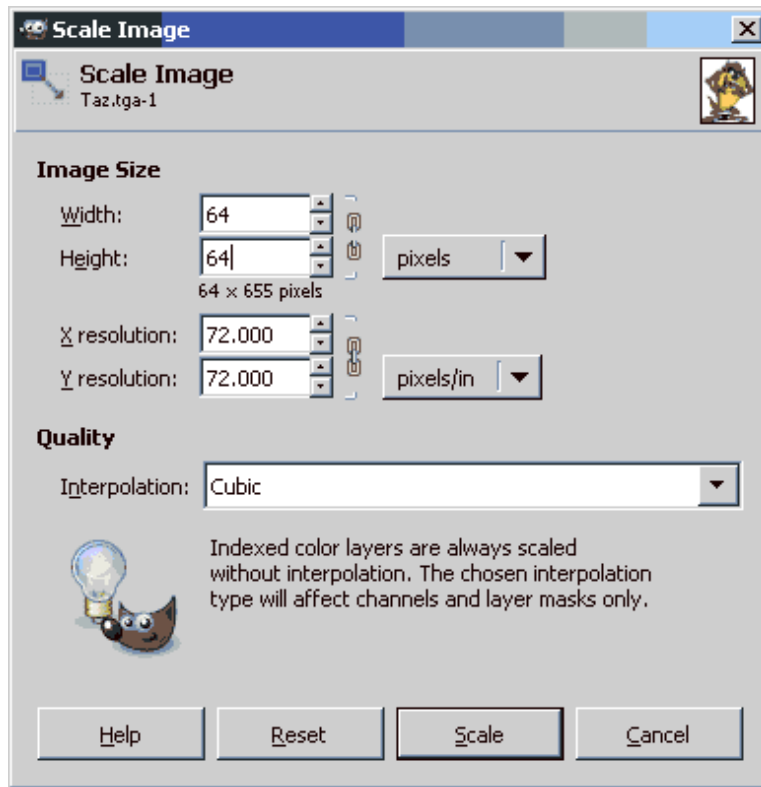 Scale Image
Scale Image
Taz.tga-1
Image Size
Width: 64
Height: 64 pixels
64 × 655 pixels
X resolution: 72.000
Y resolution: 72.000 pixels/in
Quality
Interpolation: Cubic
Indexed color layers are always scaled
without interpolation. The chosen interpolation
type will affect channels and layer masks only.
Help Reset Scale Cancel